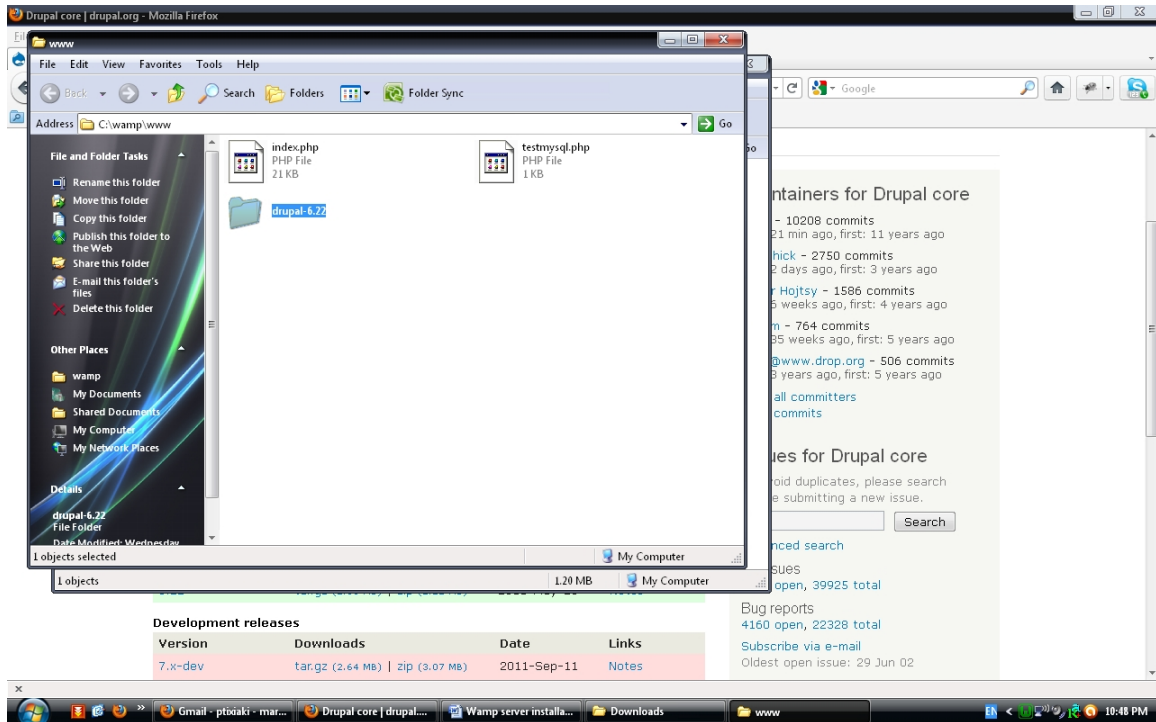 Drupal core | drupal.org - Mozilla Firefox
www
File Edit View Favorites Tools Help
Back Search Folders Folder Sync
Address C:\wamp\www Go
Google
File and Folder Tasks
Rename this folder
Move this folder
Copy this folder
Publish this folder to
the Web
Share this folder
E-mail this folder's
files
Delete this folder
Other Places
wamp
My Documents
Shared Documents
My Computer
My Network Places
Details
drupal-6.22
File Folder
Date Modified: Wednesday
index.php
PHP File
21 KB
testmysql.php
PHP File
1 KB
drupal-6.22
1 objects selected
My Computer
1 objects
1.20 MB
My Computer
ntainers for Drupal core
- 10208 commits
21 min ago, first: 11 years ago
hick - 2750 commits
2 days ago, first: 3 years ago
r Hojtsy - 1586 commits
6 weeks ago, first: 4 years ago
m - 764 commits
35 weeks ago, first: 5 years ago
@www.drop.org - 506 commits
3 years ago, first: 5 years ago
all committers
commits
ues for Drupal core
roid duplicates, please search
e submitting a new issue.
Search
nced search
sues
open, 39925 total
Bug reports
4160 open, 22328 total
Subscribe via e-mail
Oldest open issue: 29 Jun 02
Development releases
Version Downloads Date Links
7.x-dev tar.gz (2.64 MB) | zip (3.07 MB) 2011-Sep-11 Notes
x
» Gmail - ptixiaki - mar... Drupal core | drupal.... Wamp server installa... Downloads www EN < 10:48 PM